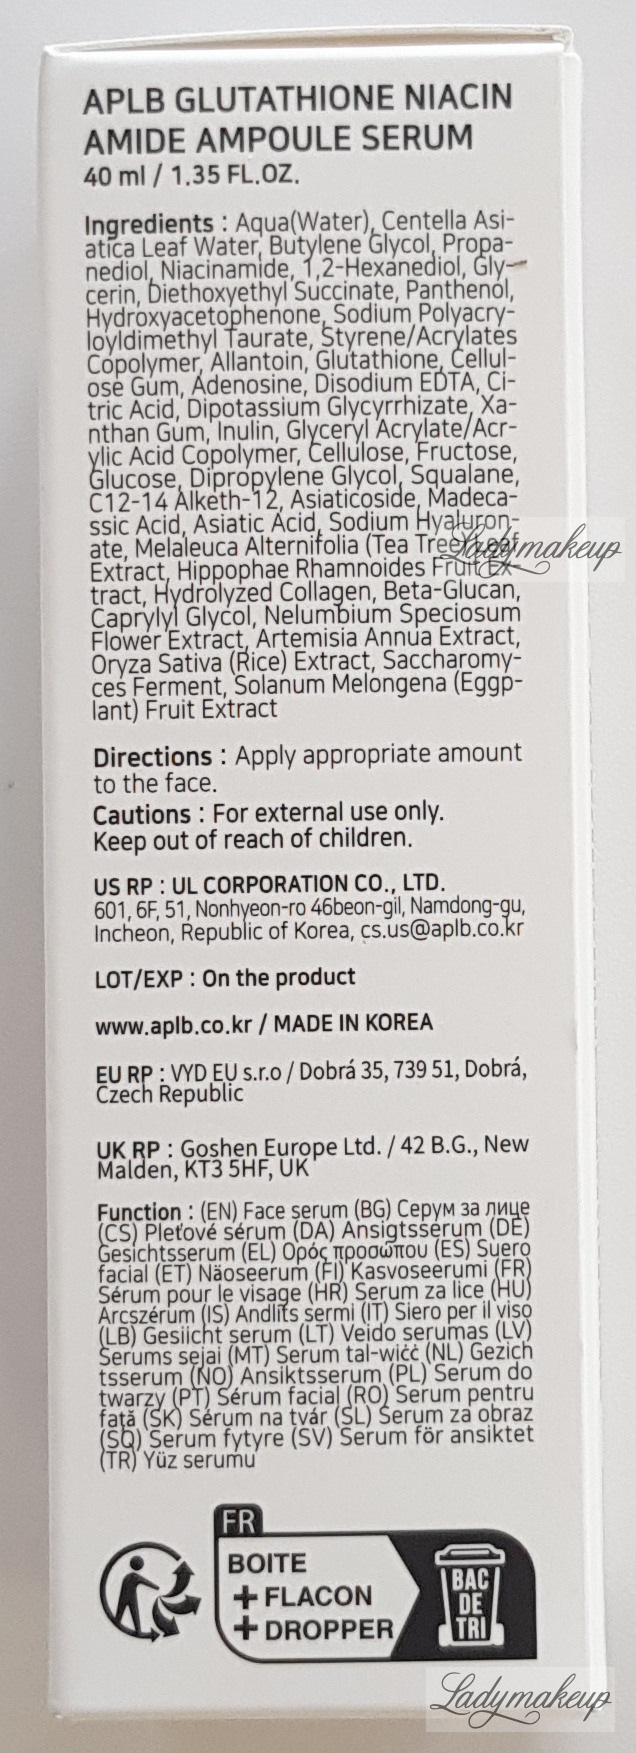 APLB GLUTATHIONE NIACIN
AMIDE AMPOULE SERUM
40 ml / 1.35 FL.OZ.
Ingredients : Aqua(Water), Centella Asi-
atica Leaf Water, Butylene Glycol, Propa-
nediol, Niacinamide, 1,2-Hexanediol, Gly-
cerin, Diethoxyethyl Succinate, Panthenol,
Hydroxyacetophenone, Sodium Polyacry-
loyldimethyl Taurate, Styrene/Acrylates
Copolymer, Allantoin, Glutathione, Cellul-
ose Gum, Adenosine, Disodium EDTA, Ci-
tric Acid, Dipotassium Glycyrrhizate, Xa-
nthan Gum, Inulin, Glyceryl Acrylate/Acr-
ylic Acid Copolymer, Cellulose, Fructose,
Glucose, Dipropylene Glycol, Squalane,
C12-14 Alketh-12, Asiaticoside, Madeca-
ssic Acid, Asiatic Acid, Sodium Hyaluron-
ate, Melaleuca Alternifolia (Tea Tree) Leaf
Extract, Hippophae Rhamnoides Fruit Ex-
tract, Hydrolyzed Collagen, Beta-Glucan,
Caprylyl Glycol, Nelumbium Speciosum
Flower Extract, Artemisia Annua Extract,
Oryza Sativa (Rice) Extract, Saccharomy-
ces Ferment, Solanum Melongena (Eggp-
lant) Fruit Extract
Directions : Apply appropriate amount
to the face.
Cautions : For external use only.
Keep out of reach of children.
US RP : UL CORPORATION CO., LTD.
601, 6F, 51, Nonhyeon-ro 46beon-gil, Namdong-gu,
Incheon, Republic of Korea, cs.us@aplb.co.kr
LOT/EXP : On the product
www.aplb.co.kr / MADE IN KOREA
EU RP : VYD EU s.r.o / Dobrá 35, 739 51, Dobrá,
Czech Republic
UK RP : Goshen Europe Ltd. / 42 B.G., New
Malden, KT3 5HF, UK
Function : (EN) Face serum (BG) Серум за лице
(CS) Pleťové sérum (DA) Ansigtsserum (DE)
Gesichtsserum (EL) Ορός προσώπου (ES) Suero
facial (ET) Näoseerum (FI) Kasvoseerumi (FR)
Sérum pour le visage (HR) Serum za lice (HU)
Arcszérum (IS) Andlits sermi (IT) Siero per il viso
(LB) Gesiicht serum (LT) Veido serumas (LV)
Serums sejai (MT) Serum tal-wiċċ (NL) Gezich
tsserum (NO) Ansiktsserum (PL) Serum do
twarzy (PT) Sérum facial (RO) Serum pentru
față (SK) Sérum na tvár (SL) Serum za obraz
(SQ) Serum fytyre (SV) Serum för ansiktet
(TR) Yüz serumu
FR
BOITE
+ FLACON
+ DROPPER
BAC
DE
TRI
Ladymakeup
Ladymakeup